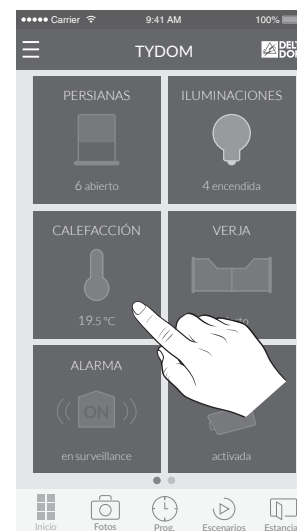 Carrier 9:41 AM 100%
TYDOM
PERSIANAS ILUMINACIONES
6 abierto 4 encendida
CALEFACCIÓN VERJA
19.5 °C
ALARMA
ON
en surveillance activada
Inicio Fotos Prog. Escenarios Estancia